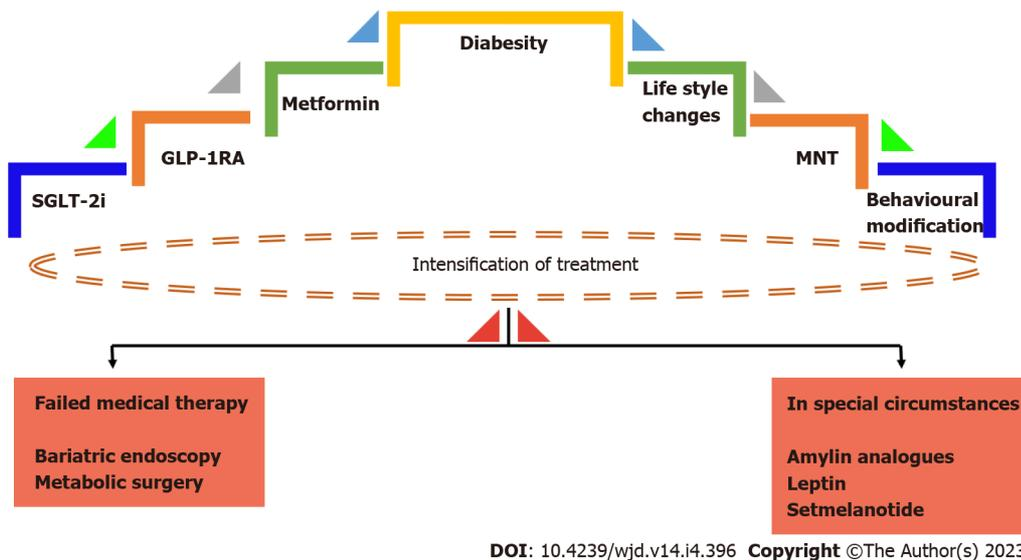 Diabesity
Metformin
Life style
changes
GLP-1RA
MNT
SGLT-2i
Behavioural
modification
Intensification of treatment
Failed medical therapy
Bariatric endoscopy
Metabolic surgery
In special circumstances
Amylin analogues
Leptin
Setmelanotide
DOI: 10.4239/wjd.v14.i4.396 Copyright ©The Author(s) 2023